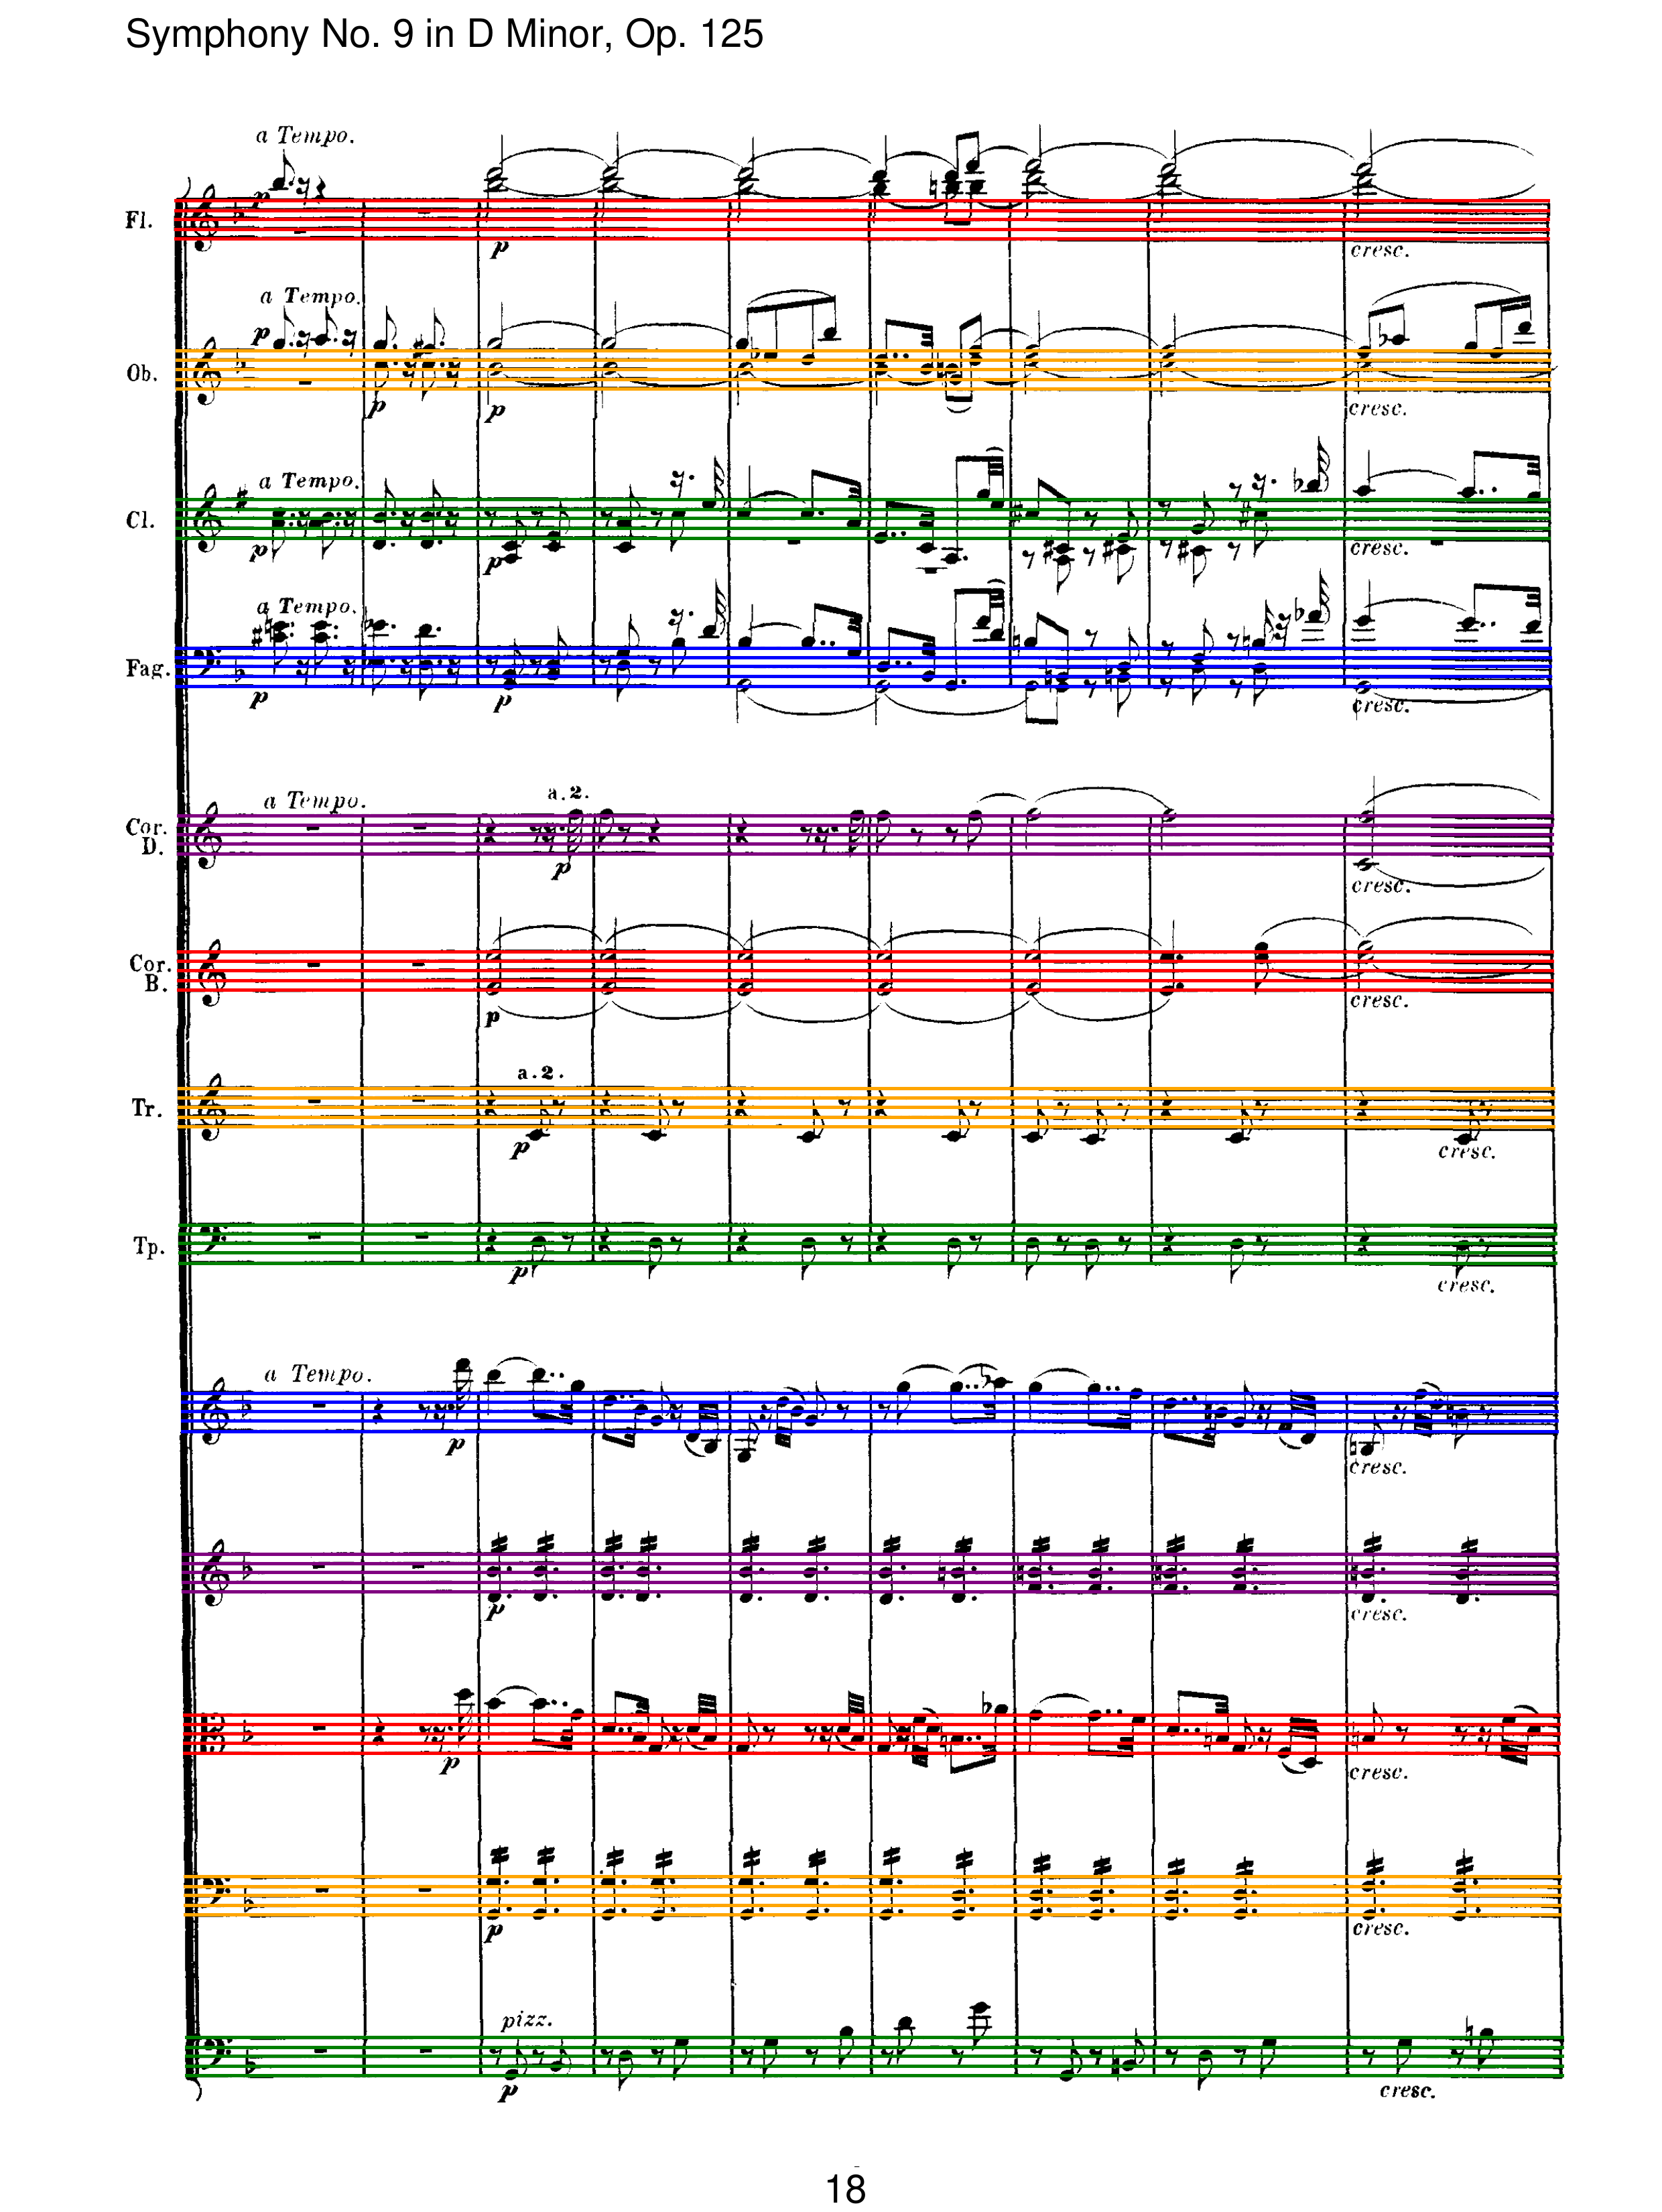 Symphony No. 9 in D Minor, Op. 125
a Tempo.
p
Fl.
p
cresc.
a Tempo.
p
Ob.
p
p
cresc.
a Tempo.
Cl.
p
p
cresc.
a Tempo.
Fag.
p
p
cresc.
a Tempo.
a.2.
Cor.
D.
p
cresc.
Cor.
B.
p
cresc.
a.2.
Tr.
p
cresc.
Tp.
p
cresc.
a Tempo.
p
cresc.
p
cresc.
p
cresc.
p
cresc.
pizz.
p
cresc.
18